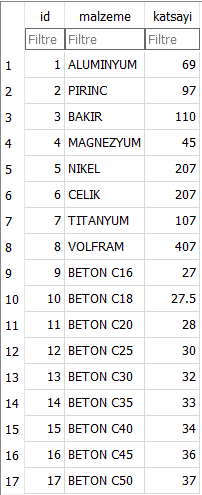 id malzeme katsayi
Filtre Filtre Filtre
1 1 ALUMINYUM 69
2 2 PIRINC 97
3 3 BAKIR 110
4 4 MAGNEZYUM 45
5 5 NIKEL 207
6 6 CELIK 207
7 7 TITANYUM 107
8 8 VOLFRAM 407
9 9 BETON C16 27
10 10 BETON C18 27.5
11 11 BETON C20 28
12 12 BETON C25 30
13 13 BETON C30 32
14 14 BETON C35 33
15 15 BETON C40 34
16 16 BETON C45 36
17 17 BETON C50 37